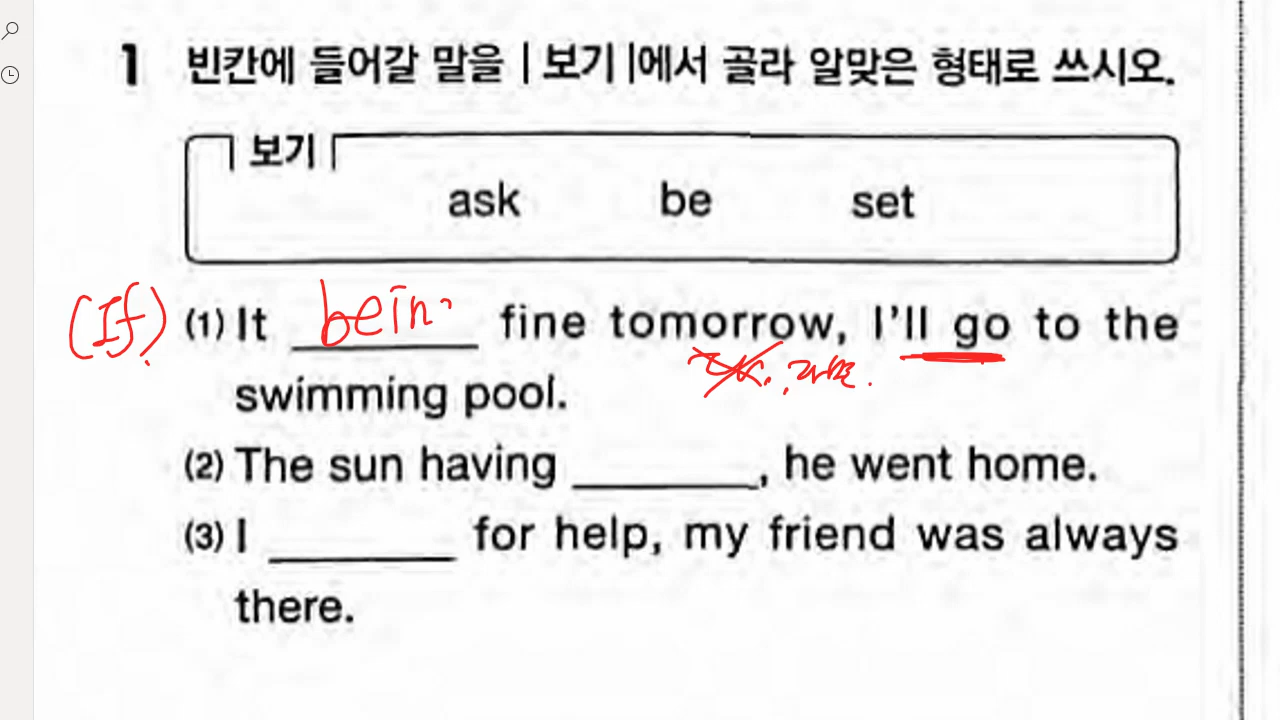 1 빈칸에 들어갈 말을 | 보기 |에서 골라 알맞은 형태로 쓰시오.
| 보기 |
ask be set
(If) (1) It bein fine tomorrow, I'll go to the
swimming pool.
(2) The sun having ________, he went home.
(3) I ________ for help, my friend was always
there.